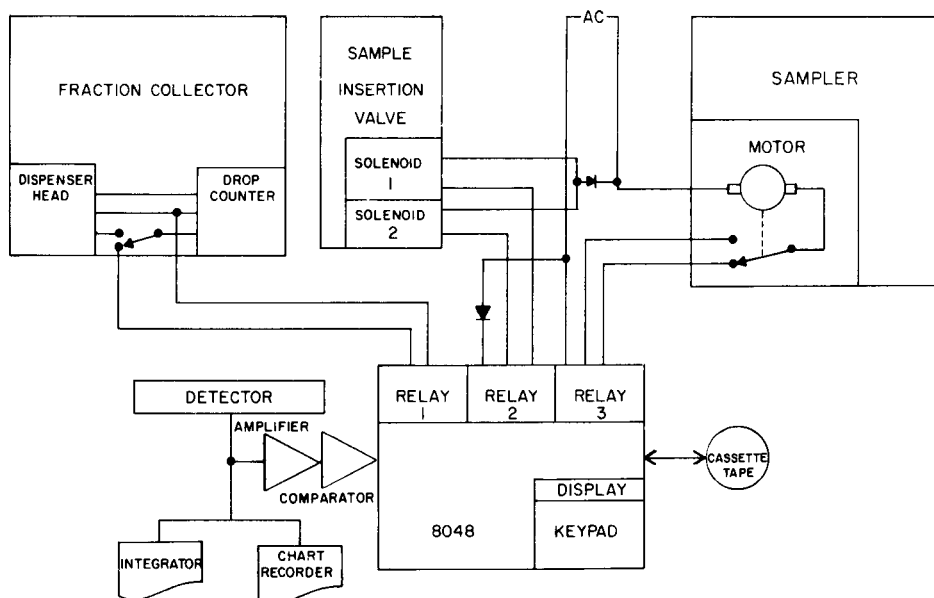 FRACTION COLLECTOR
DISPENSER
HEAD
DROP
COUNTER
SAMPLE
INSERTION
VALVE
SOLENOID
1
SOLENOID
2
AC
SAMPLER
MOTOR
RELAY
1
RELAY
2
RELAY
3
DETECTOR
AMPLIFIER
COMPARATOR
INTEGRATOR
CHART
RECORDER
8048
DISPLAY
KEYPAD
CASSETTE
TAPE